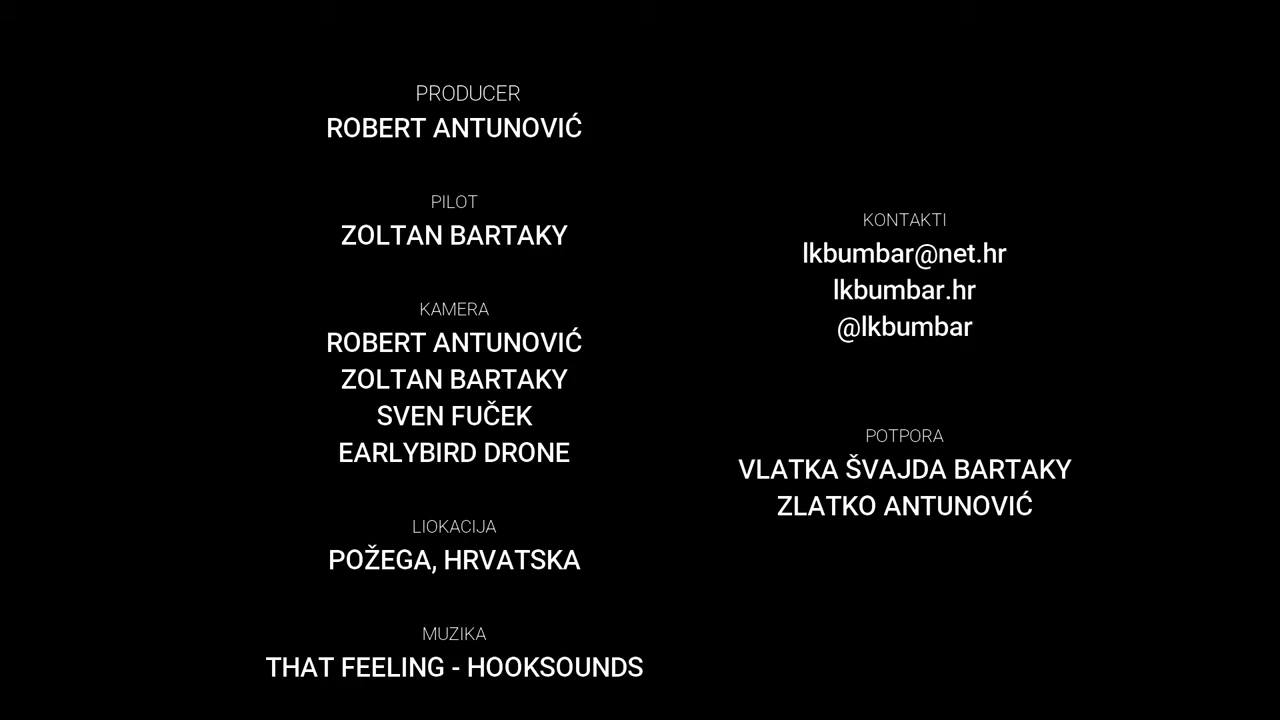 PRODUCER
ROBERT ANTUNOVIĆ
PILOT
ZOLTAN BARTAKY
KAMERA
ROBERT ANTUNOVIĆ
ZOLTAN BARTAKY
SVEN FUČEK
EARLYBIRD DRONE
LIOKACIJA
POŽEGA, HRVATSKA
MUZIKA
THAT FEELING - HOOKSOUNDS
KONTAKTI
lkbumbar@net.hr
lkbumbar.hr
@lkbumbar
POTPORA
VLATKA ŠVAJDA BARTAKY
ZLATKO ANTUNOVIĆ